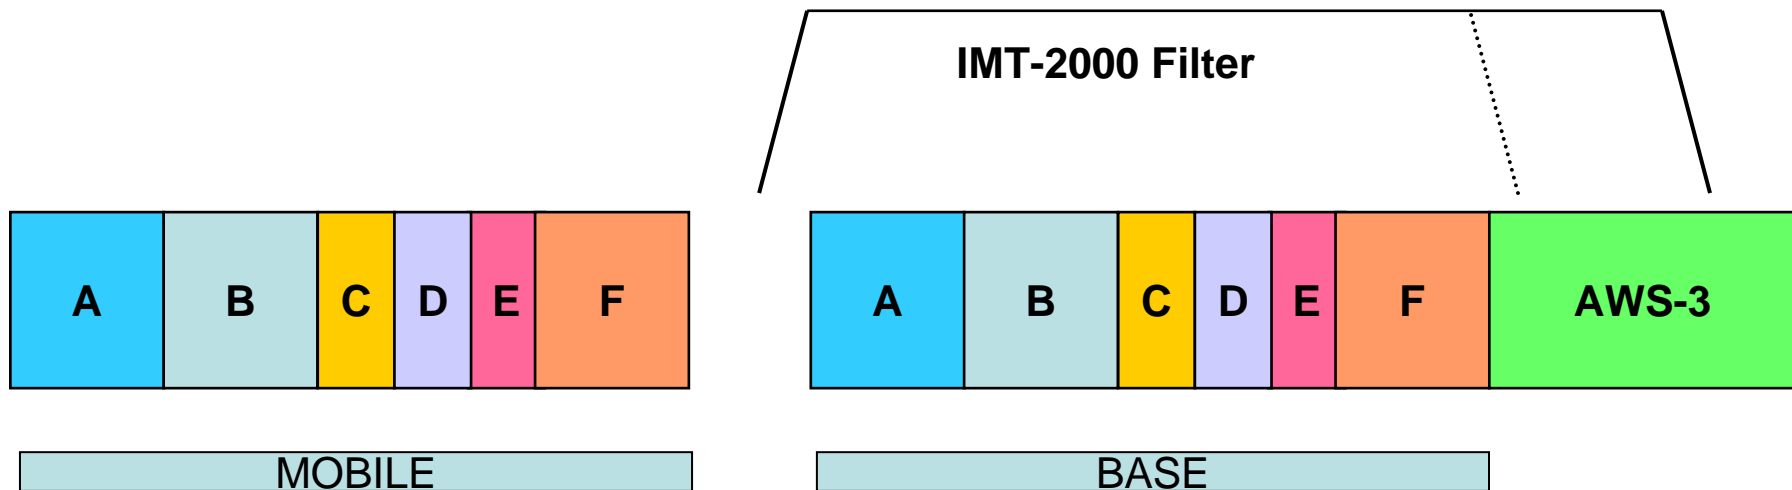 IMT-2000 Filter
A B C D E F A B C D E F AWS-3
MOBILE BASE